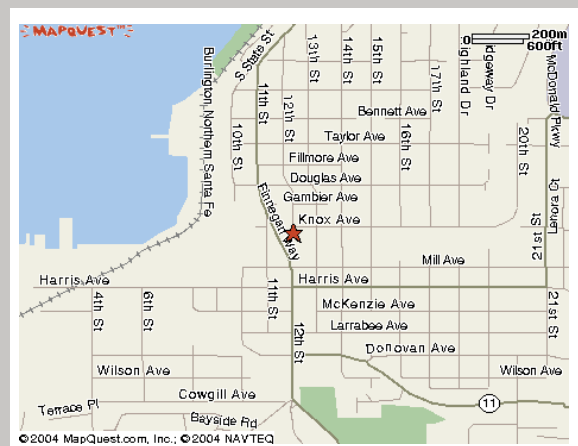 MAPQUEST
200m
0 600ft
S State St
13th St
14th St
15th St
17th St
Highland Dr
Ridgeway Dr
McDonald Pkwy
Burlington Northern Santa Fe
11th St
12th St
10th St
Bennett Ave
Taylor Ave
16th St
20th St
Fillmore Ave
Douglas Ave
Gambier Ave
Finnegan Way
Knox Ave
21st St
Mill Ave
Harris Ave
Harris Ave
4th St
6th St
11th St
12th St
McKenzie Ave
21st St
Larrabee Ave
Donovan Ave
Wilson Ave
Wilson Ave
Cowgill Ave
11
Terrace Pl
Bayside Rd
©2004 MapQuest.com, Inc.; ©2004 NAVTEQ